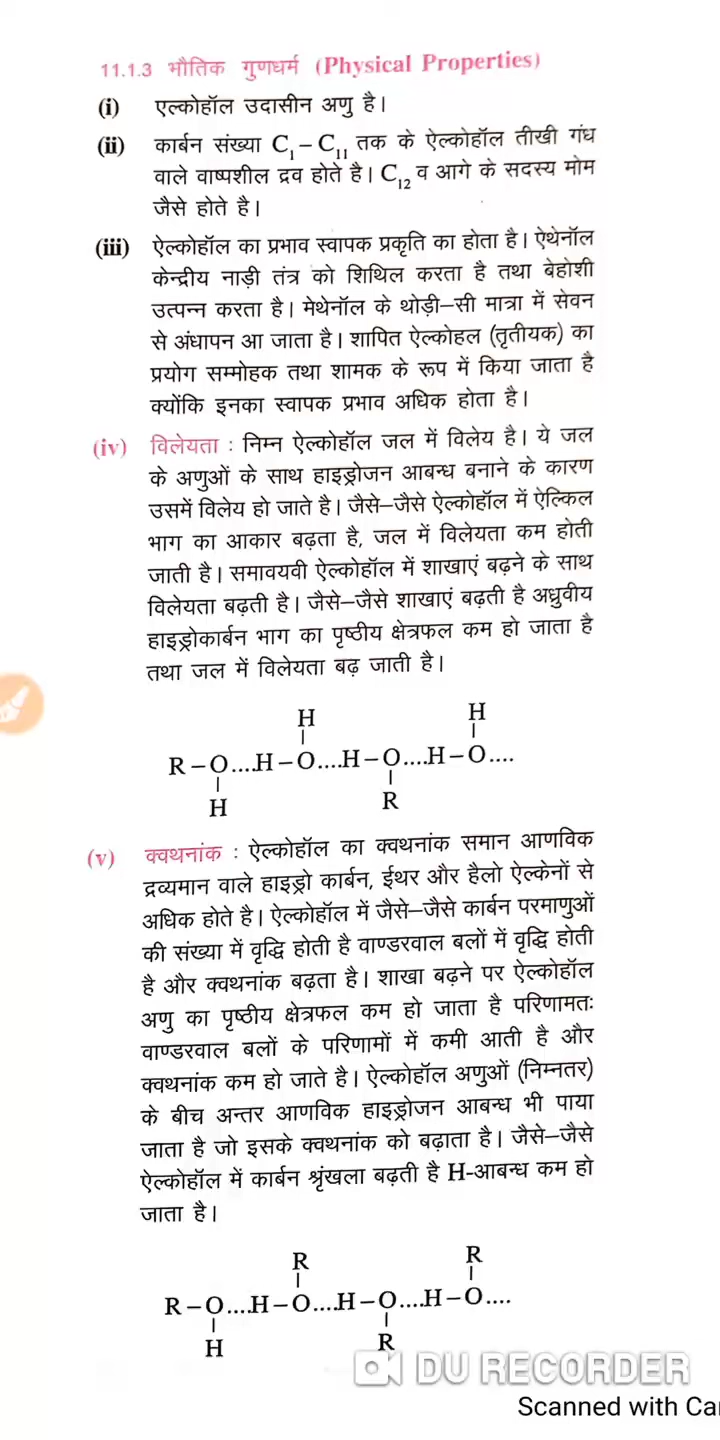 11.1.3 भौतिक गुणधर्म (Physical Properties)
(i) एल्कोहॉल उदासीन अणु है।
(ii) कार्बन संख्या C₁ – C₁₁ तक के ऐल्कोहॉल तीखी गंध
वाले वाष्पशील द्रव होते है। C₁₂ व आगे के सदस्य मोम
जैसे होते है।
(iii) ऐल्कोहॉल का प्रभाव स्वापक प्रकृति का होता है। ऐथेनॉल
केन्द्रीय नाड़ी तंत्र को शिथिल करता है तथा बेहोशी
उत्पन्न करता है। मेथेनॉल के थोड़ी–सी मात्रा में सेवन
से अंधापन आ जाता है। शापित ऐल्कोहल (तृतीयक) का
प्रयोग सम्मोहक तथा शामक के रूप में किया जाता है
क्योंकि इनका स्वापक प्रभाव अधिक होता है।
(iv) विलेयता : निम्न ऐल्कोहॉल जल में विलेय है। ये जल
के अणुओं के साथ हाइड्रोजन आबन्ध बनाने के कारण
उसमें विलेय हो जाते है। जैसे–जैसे ऐल्कोहॉल में ऐल्किल
भाग का आकार बढ़ता है, जल में विलेयता कम होती
जाती है। समावयवी ऐल्कोहॉल में शाखाएं बढ़ने के साथ
विलेयता बढ़ती है। जैसे–जैसे शाखाएं बढ़ती है अध्रुवीय
हाइड्रोकार्बन भाग का पृष्ठीय क्षेत्रफल कम हो जाता है
तथा जल में विलेयता बढ़ जाती है।
H H
R – O....H – O....H – O....H – O....
H R
(v) क्वथनांक : ऐल्कोहॉल का क्वथनांक समान आणविक
द्रव्यमान वाले हाइड्रो कार्बन, ईथर और हैलो ऐल्केनों से
अधिक होते है। ऐल्कोहॉल में जैसे–जैसे कार्बन परमाणुओं
की संख्या में वृद्धि होती है वाण्डरवाल बलों में वृद्धि होती
है और क्वथनांक बढ़ता है। शाखा बढ़ने पर ऐल्कोहॉल
अणु का पृष्ठीय क्षेत्रफल कम हो जाता है परिणामतः
वाण्डरवाल बलों के परिणामों में कमी आती है और
क्वथनांक कम हो जाते है। ऐल्कोहॉल अणुओं (निम्नतर)
के बीच अन्तर आणविक हाइड्रोजन आबन्ध भी पाया
जाता है जो इसके क्वथनांक को बढ़ाता है। जैसे–जैसे
ऐल्कोहॉल में कार्बन श्रृंखला बढ़ती है H-आबन्ध कम हो
जाता है।
R R
R – O....H – O....H – O....H – O....
H R
DU RECORDER
Scanned with Ca